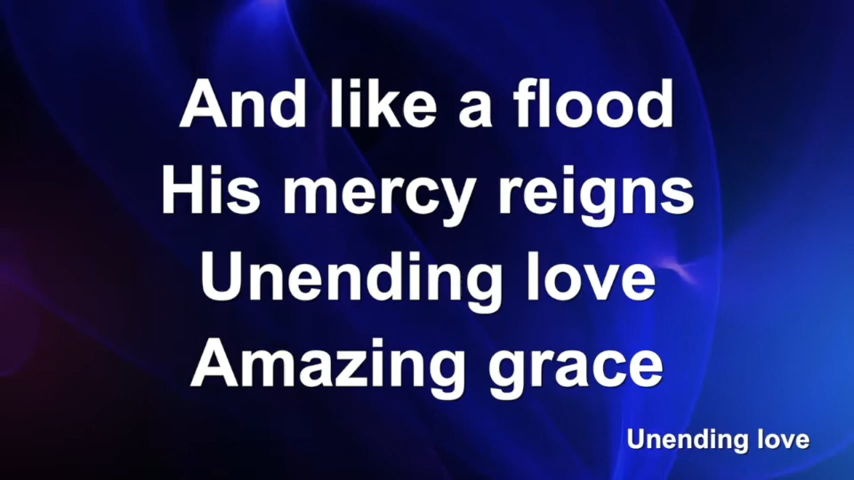 And like a flood
His mercy reigns
Unending love
Amazing grace
Unending love